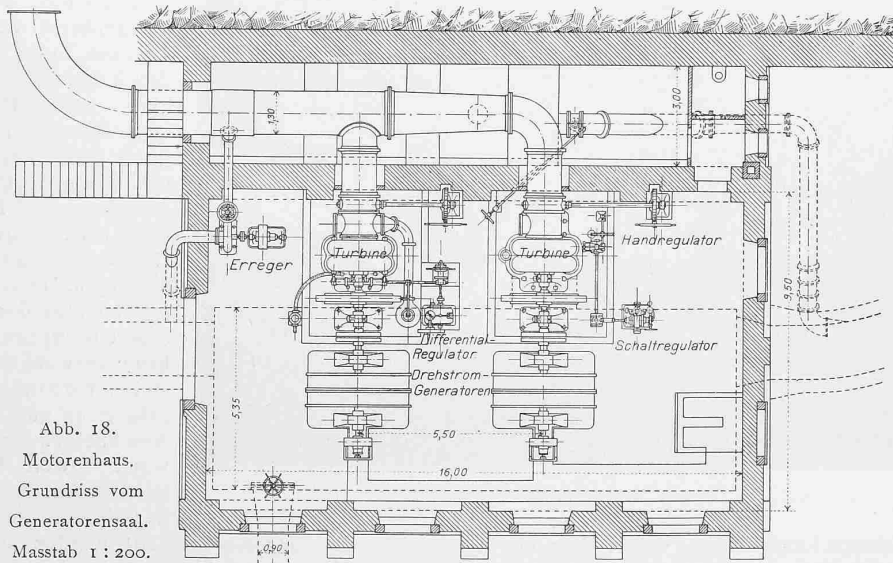 1,30
3,00
Erreger
Turbine
Turbine
Handregulator
9,50
Differential-
Regulator
Schaltregulator
Drehstrom-
Generatoren
5,35
5,50
16,00
0,90
Abb. 18.
Motorenhaus.
Grundriss vom
Generatorensaal.
Masstab 1 : 200.